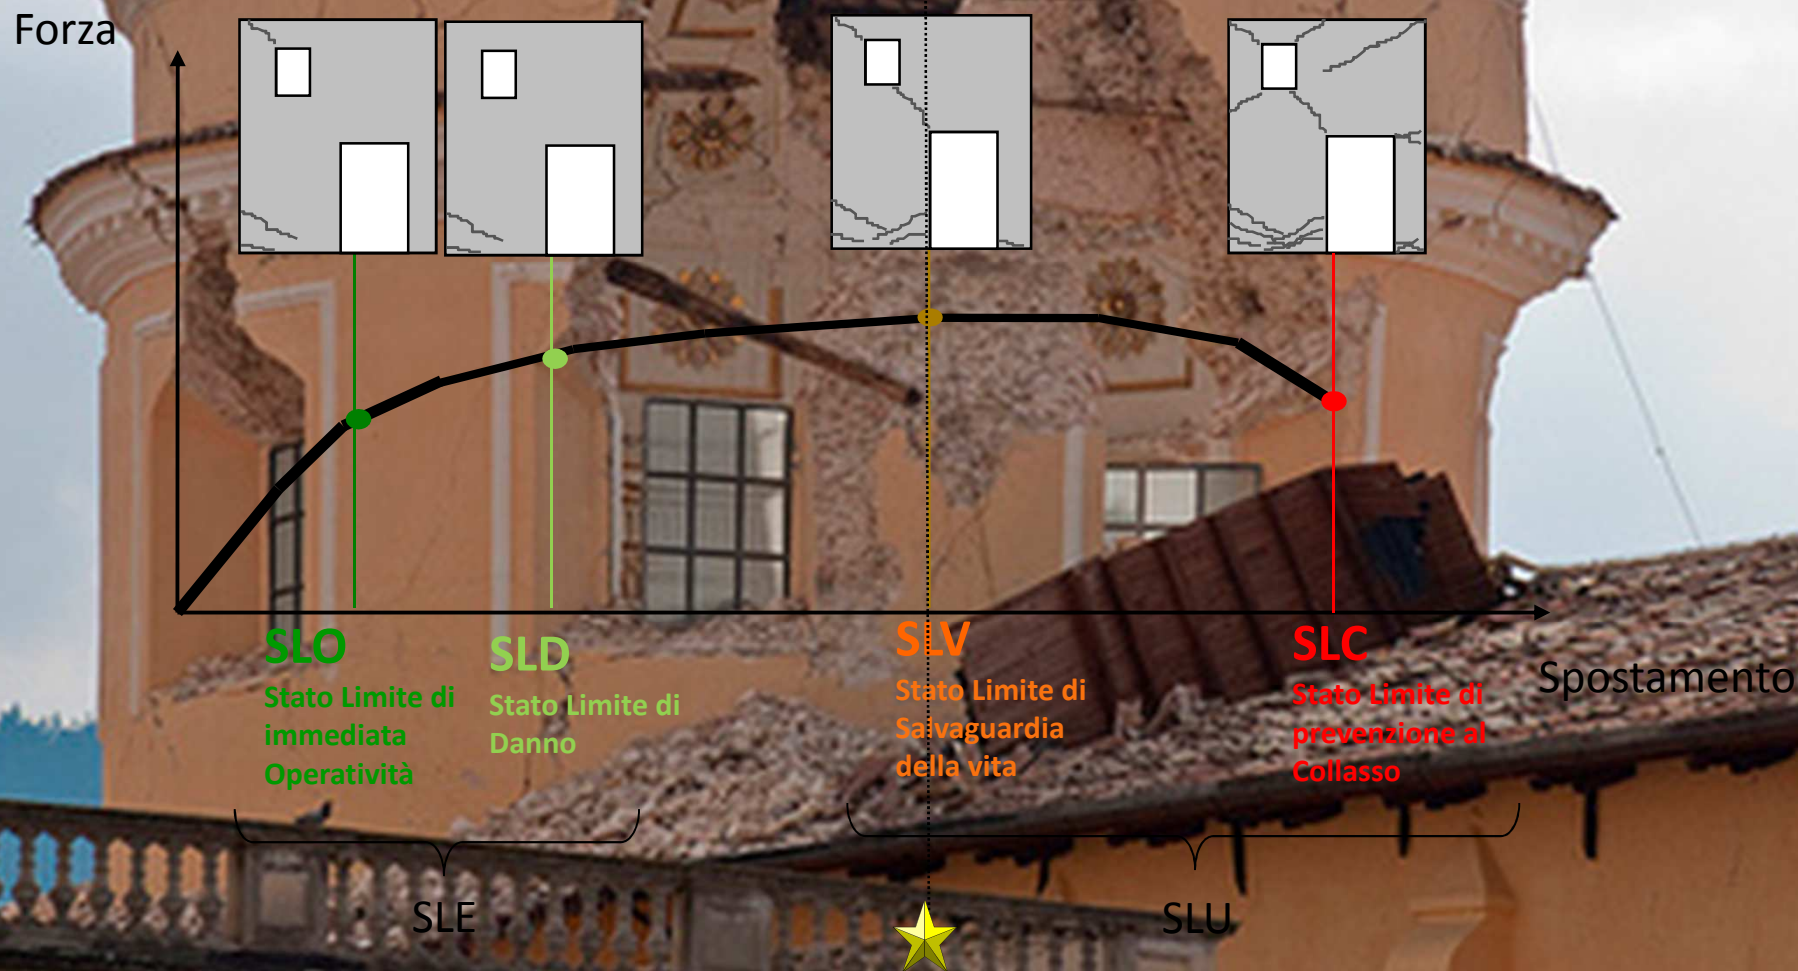 Forza
SLO
Stato Limite di
immediata
Operatività
SLD
Stato Limite di
Danno
SLV
Stato Limite di
Salvaguardia
della vita
SLC
Stato Limite di
prevenzione al
Collasso
Spostamento
SLE
SLU